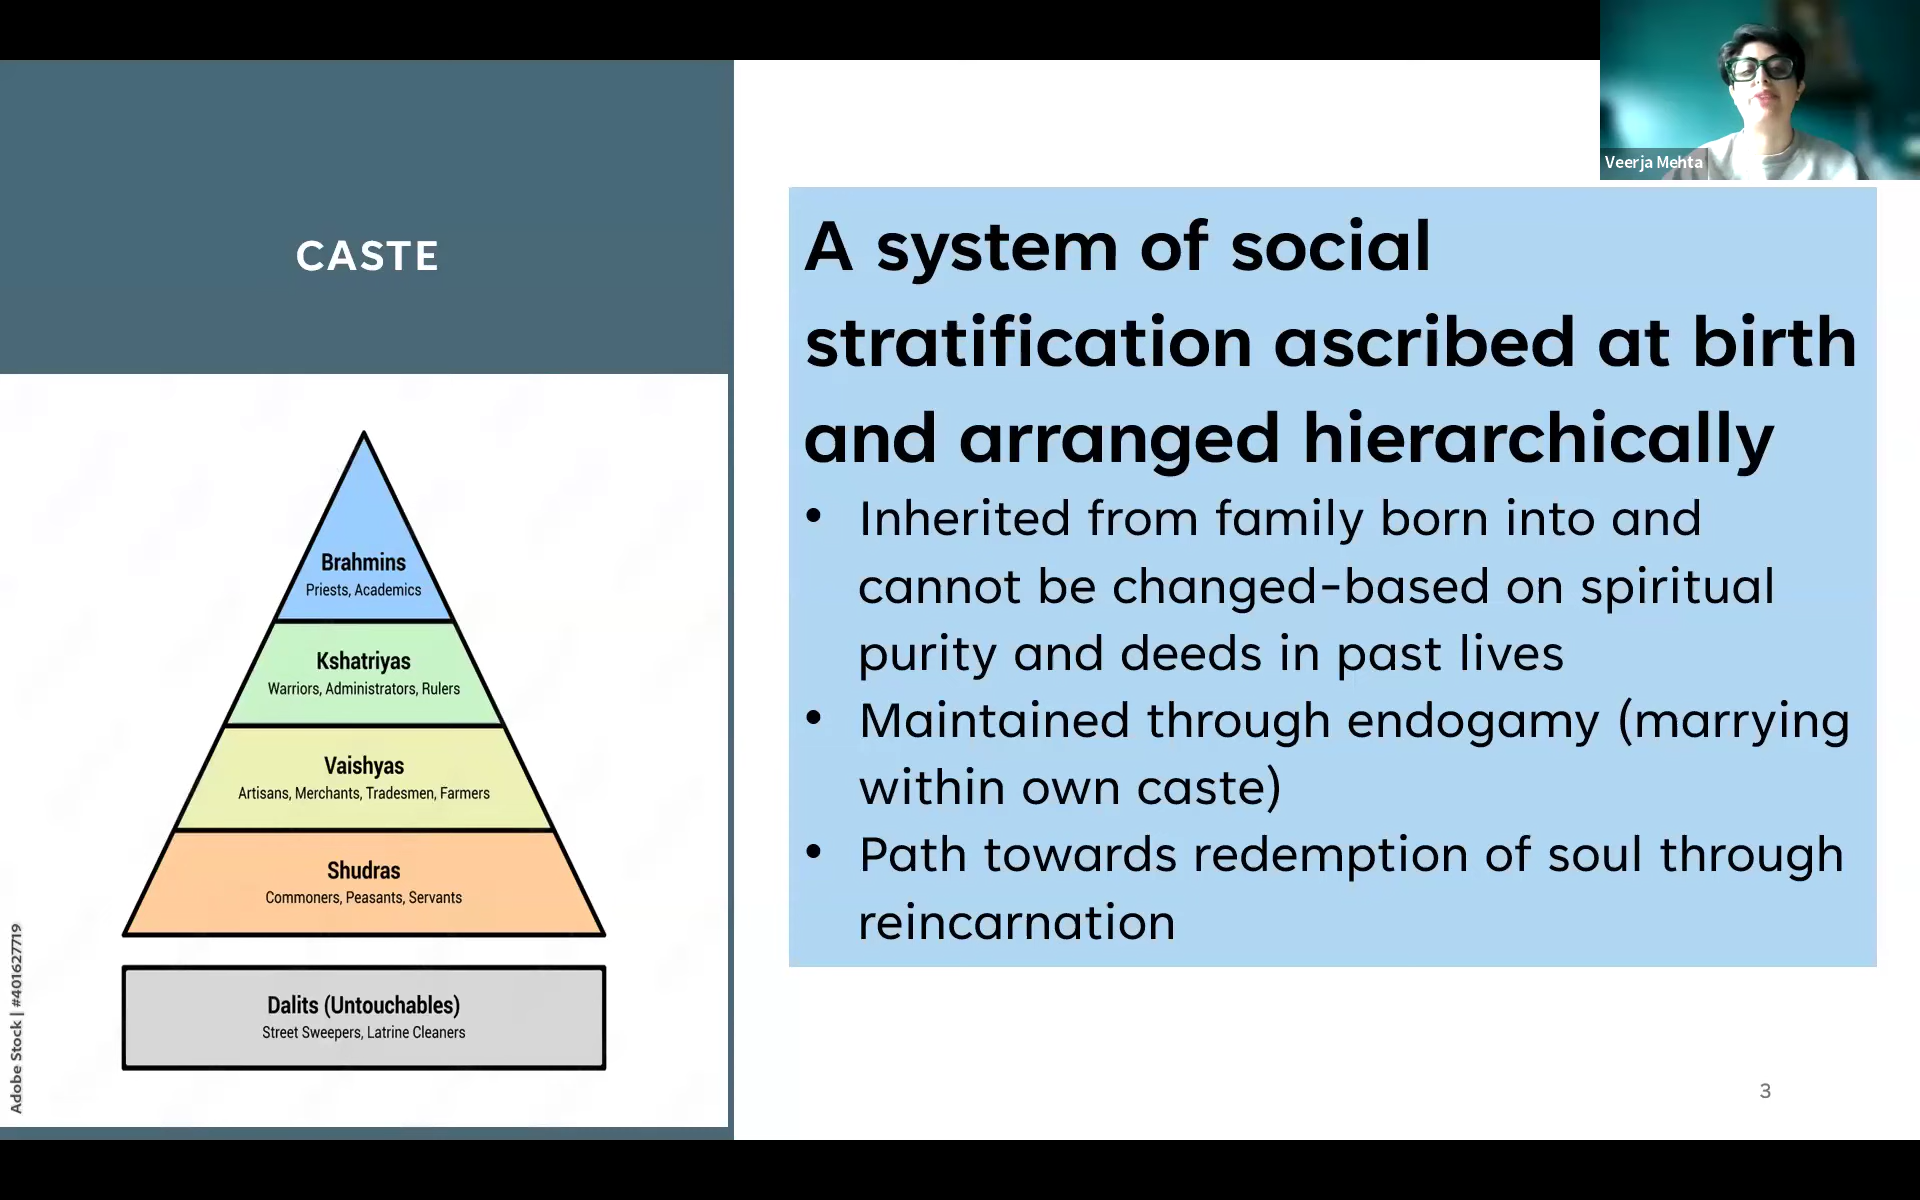 Veerja Mehta
CASTE
Brahmins
Priests, Academics
Kshatriyas
Warriors, Administrators, Rulers
Vaishyas
Artisans, Merchants, Tradesmen, Farmers
Shudras
Commoners, Peasants, Servants
Dalits (Untouchables)
Street Sweepers, Latrine Cleaners
Adobe Stock | #401627719
A system of social
stratification ascribed at birth
and arranged hierarchically
• Inherited from family born into and
cannot be changed-based on spiritual
purity and deeds in past lives
• Maintained through endogamy (marrying
within own caste)
• Path towards redemption of soul through
reincarnation
3